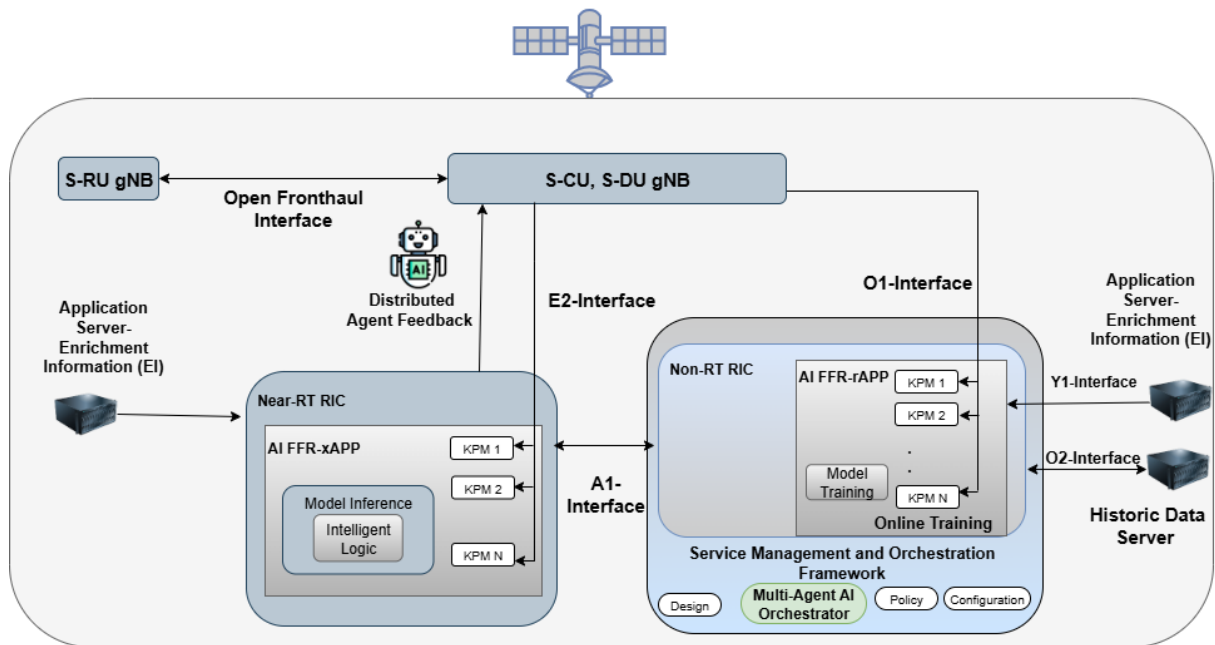 S-RU gNB
Open Fronthaul
Interface
S-CU, S-DU gNB
AI
Distributed
Agent Feedback
E2-Interface
O1-Interface
Application
Server-
Enrichment
Information (EI)
Near-RT RIC
AI FFR-xAPP
KPM 1
KPM 2
KPM N
Model Inference
Intelligent
Logic
A1-
Interface
Non-RT RIC
AI FFR-rAPP
KPM 1
KPM 2
.
.
KPM N
Model
Training
Online Training
Service Management and Orchestration
Framework
Design
Multi-Agent AI
Orchestrator
Policy
Configuration
Application
Server-
Enrichment
Information (EI)
Y1-Interface
O2-Interface
Historic Data
Server